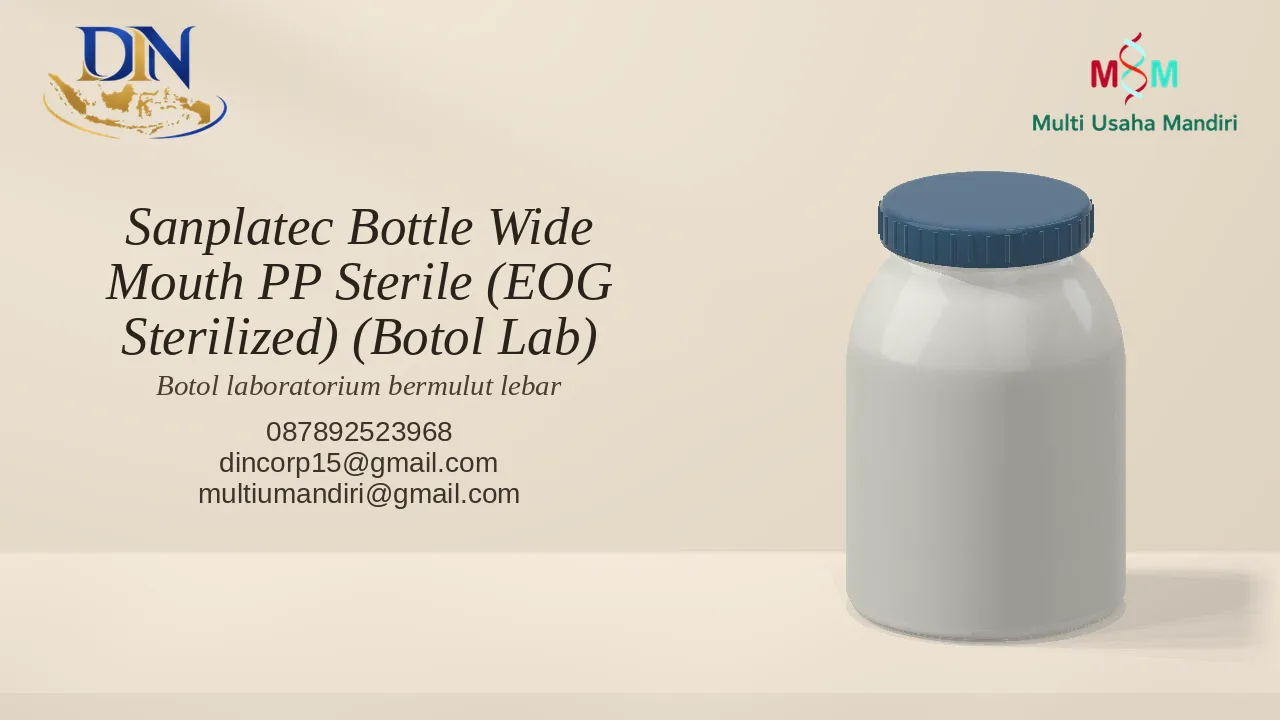 DIN
MSM
Multi Usaha Mandiri
Sanplatec Bottle Wide
Mouth PP Sterile (EOG
Sterilized) (Botol Lab)
Botol laboratorium bermulut lebar
087892523968
dincorp15@gmail.com
multiumandiri@gmail.com